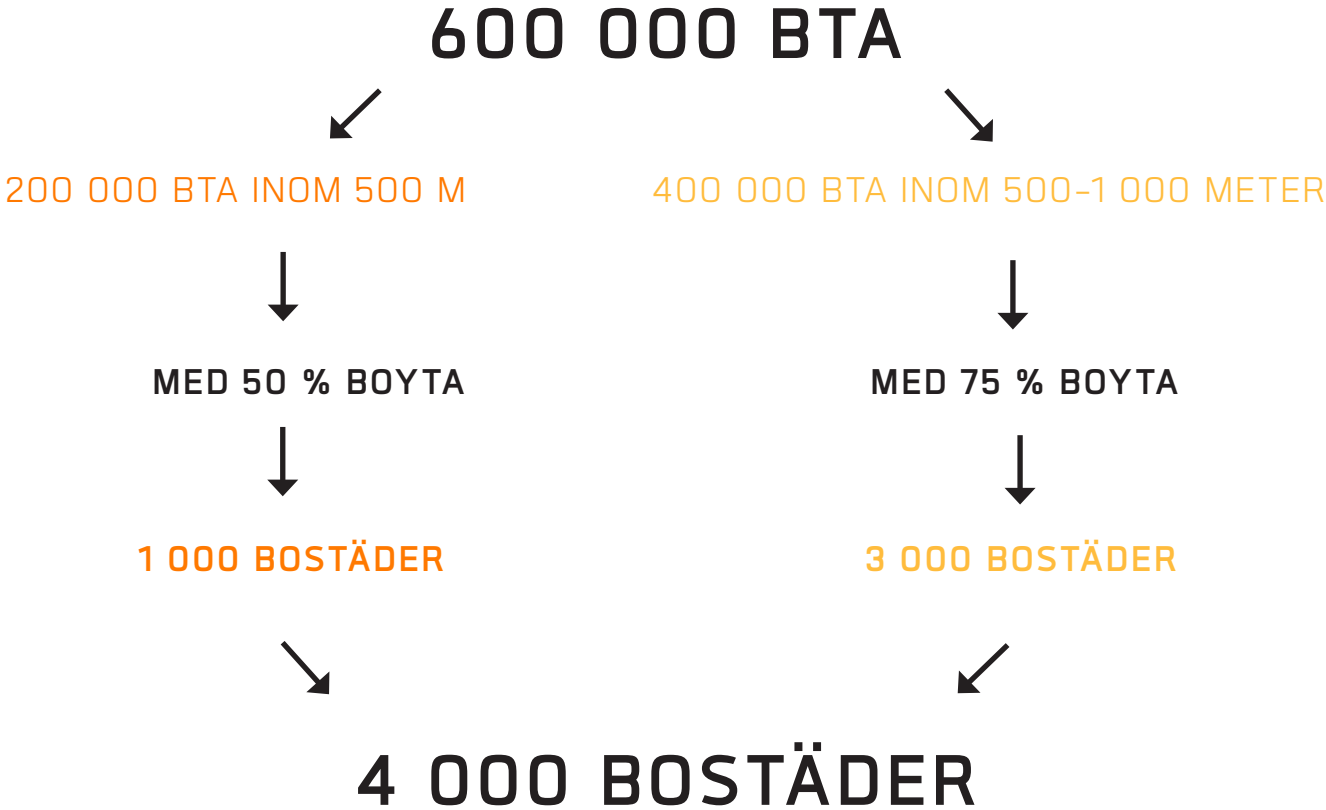 600 000 BTA
200 000 BTA INOM 500 M
400 000 BTA INOM 500–1 000 METER
MED 50 % BOYTA
MED 75 % BOYTA
1 000 BOSTÄDER
3 000 BOSTÄDER
4 000 BOSTÄDER